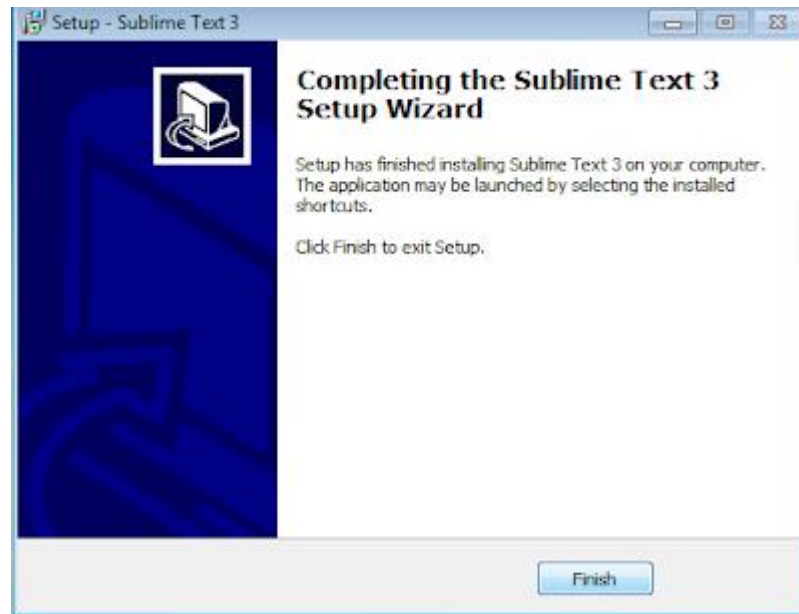 Setup - Sublime Text 3
Completing the Sublime Text 3
Setup Wizard
Setup has finished installing Sublime Text 3 on your computer.
The application may be launched by selecting the installed
shortcuts.
Click Finish to exit Setup.
Finish